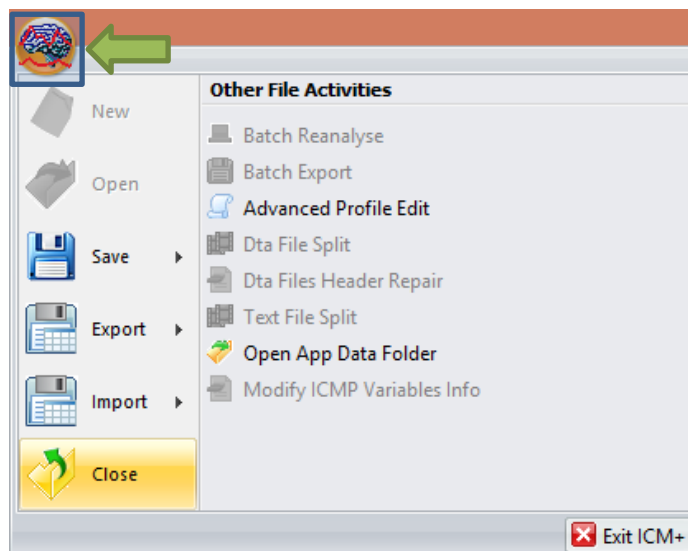 New
Open
Save
Export
Import
Close
Other File Activities
Batch Reanalyse
Batch Export
Advanced Profile Edit
Dta File Split
Dta Files Header Repair
Text File Split
Open App Data Folder
Modify ICMP Variables Info
Exit ICM+